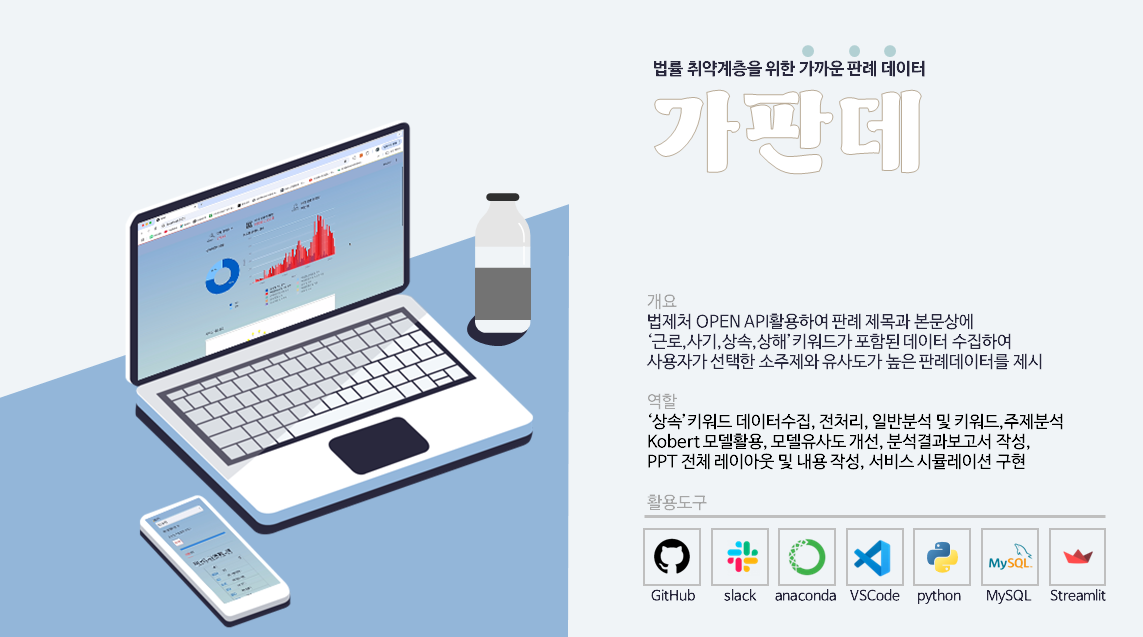 법률 취약계층을 위한 가까운 판례 데이터
가판데
개요
법제처 OPEN API활용하여 판례 제목과 본문상에
‘근로,사기,상속,상해’ 키워드가 포함된 데이터 수집하여
사용자가 선택한 소주제와 유사도가 높은 판례데이터를 제시
역할
‘상속’ 키워드 데이터수집, 전처리, 일반분석 및 키워드,주제분석
Kobert 모델활용, 모델유사도 개선, 분석결과보고서 작성,
PPT 전체 레이아웃 및 내용 작성, 서비스 시뮬레이션 구현
활용도구
MySQL
GitHub slack anaconda VSCode python MySQL Streamlit